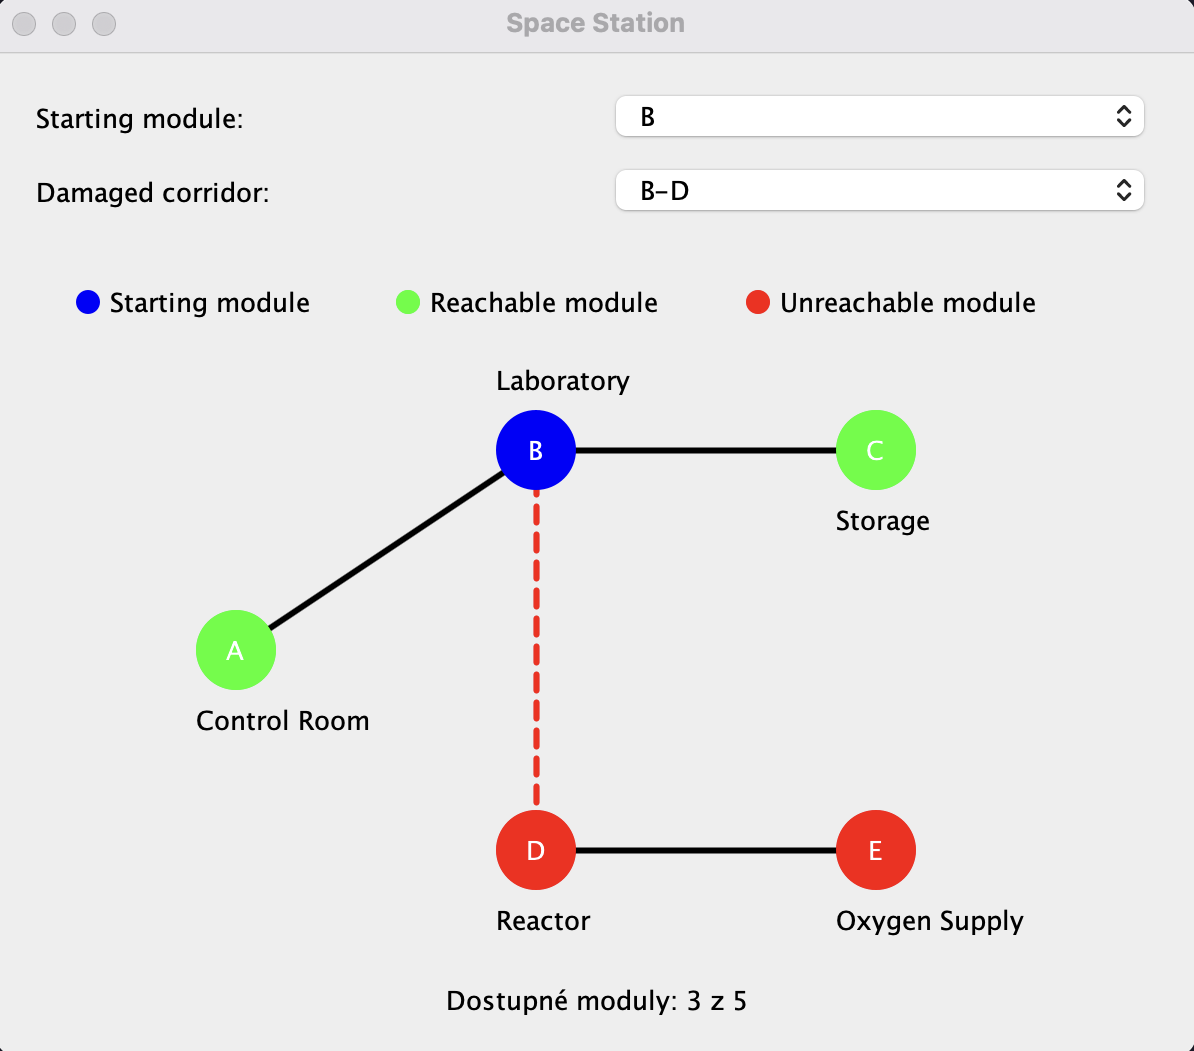 Space Station
Starting module:
B
Damaged corridor:
B-D
Starting module
Reachable module
Unreachable module
Laboratory
B
C
Storage
A
Control Room
D
E
Reactor
Oxygen Supply
Dostupné moduly: 3 z 5